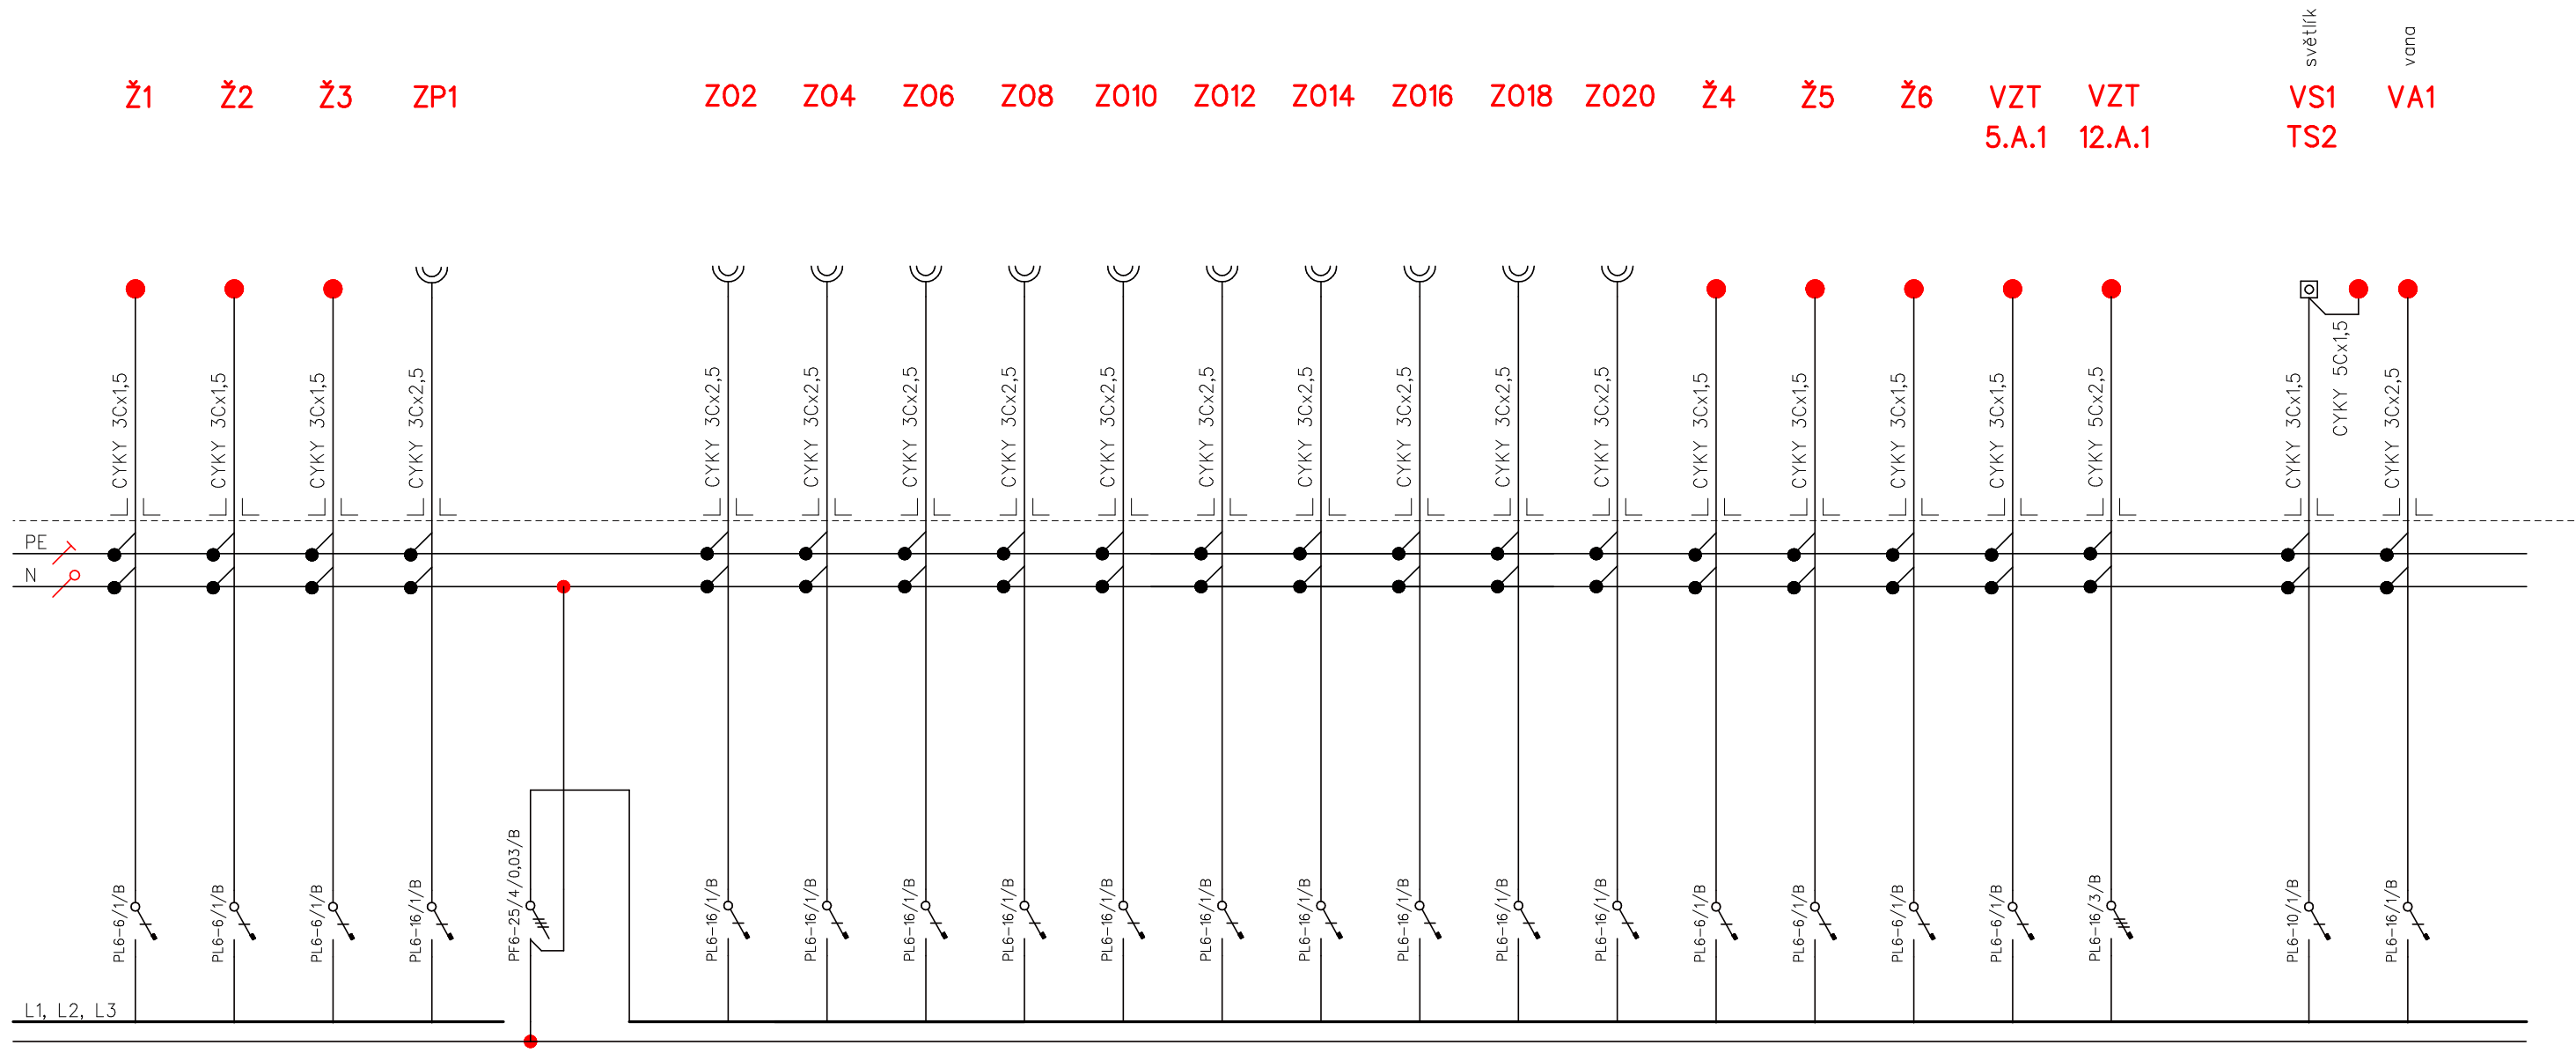 světlík
vana
Ž1
Ž2
Ž3
ZP1
ZO2
ZO4
ZO6
ZO8
ZO10
ZO12
ZO14
ZO16
ZO18
ZO20
Ž4
Ž5
Ž6
VZT
5.A.1
VZT
12.A.1
VS1
TS2
VA1
CYKY 3Cx1,5
CYKY 3Cx1,5
CYKY 3Cx1,5
CYKY 3Cx2,5
CYKY 3Cx2,5
CYKY 3Cx2,5
CYKY 3Cx2,5
CYKY 3Cx2,5
CYKY 3Cx2,5
CYKY 3Cx2,5
CYKY 3Cx2,5
CYKY 3Cx2,5
CYKY 3Cx2,5
CYKY 3Cx2,5
CYKY 3Cx1,5
CYKY 3Cx1,5
CYKY 3Cx1,5
CYKY 3Cx1,5
CYKY 5Cx2,5
CYKY 3Cx1,5
CYKY 5Cx1,5
CYKY 3Cx2,5
PE
N
PL6-6/1/B
PL6-6/1/B
PL6-6/1/B
PL6-16/1/B
PF6-25/4/0,03/B
PL6-16/1/B
PL6-16/1/B
PL6-16/1/B
PL6-16/1/B
PL6-16/1/B
PL6-16/1/B
PL6-16/1/B
PL6-16/1/B
PL6-16/1/B
PL6-16/1/B
PL6-6/1/B
PL6-6/1/B
PL6-6/1/B
PL6-6/1/B
PL6-16/3/B
PL6-10/1/B
PL6-16/1/B
L1, L2, L3